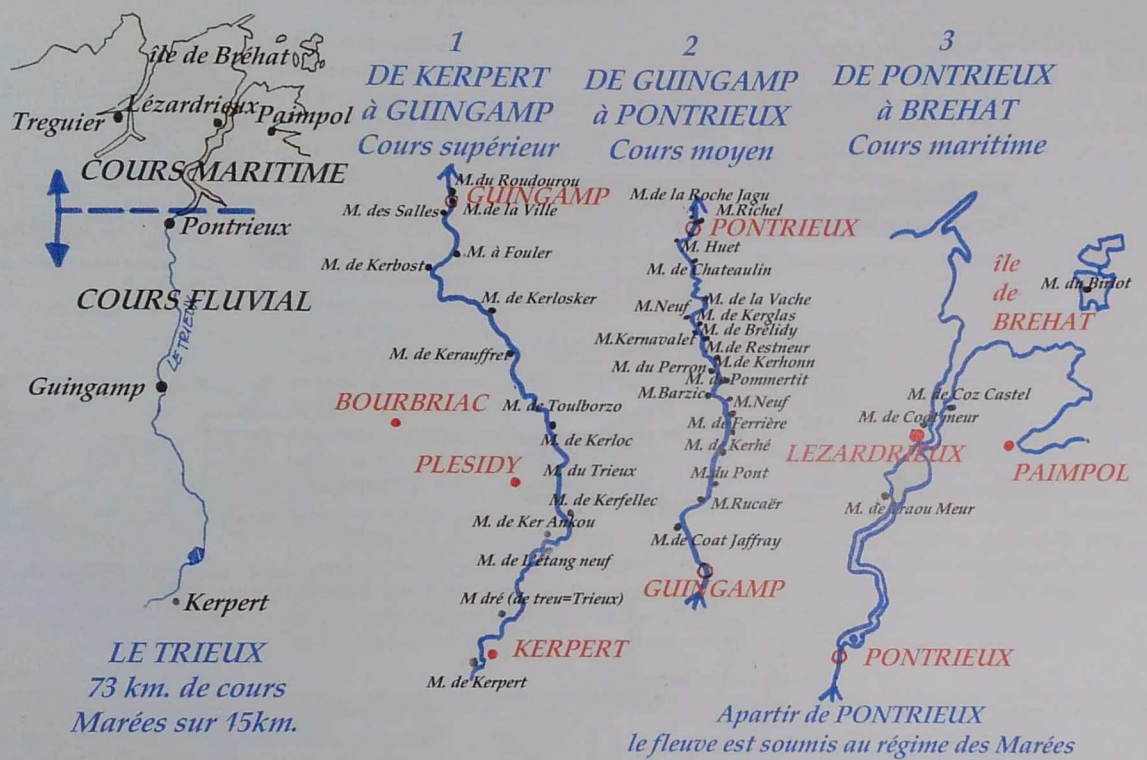 île de Bréhat
Lézardrieux
Treguier
Paimpol
COURS MARITIME
Pontrieux
COURS FLUVIAL
LE TRIEUX
Guingamp
Kerpert
LE TRIEUX
73 km. de cours
Marées sur 15km.
1
DE KERPERT
à GUINGAMP
Cours supérieur
M.du Roudourou
GUINGAMP
M. des Salles
M.de la Ville
M. à Fouler
M. de Kerbost
M. de Kerlosker
M. de Kerauffret
BOURBRIAC
M. de Toulborzo
M. de Kerloc
PLESIDY
M. du Trieux
M. de Kerfellec
M. de Ker Ankou
M. de L'étang neuf
M dré (de treu=Trieux)
KERPERT
M. de Kerpert
2
DE GUINGAMP
à PONTRIEUX
Cours moyen
M.de la Roche Jagu
M.Richel
PONTRIEUX
M. Huet
M. de Chateaulin
M. de la Vache
M.Neuf
M. de Kerglas
M. de Brélidy
M.Kernavalet
M.de Restneur
M. de Kerhonn
M. du Perron
M. du Pommertit
M.Barzic
M.Neuf
M. de Ferrière
M. de Kerhé
M. du Pont
M.Rucaër
M.de Coat Jaffray
GUINGAMP
3
DE PONTRIEUX
à BREHAT
Cours maritime
île
de
BREHAT
M. du Birlot
M. de Coz Castel
M. de Coatmeur
LEZARDRIEUX
PAIMPOL
M. de Traou Meur
PONTRIEUX
Apartir de PONTRIEUX
le fleuve est soumis au régime des Marées